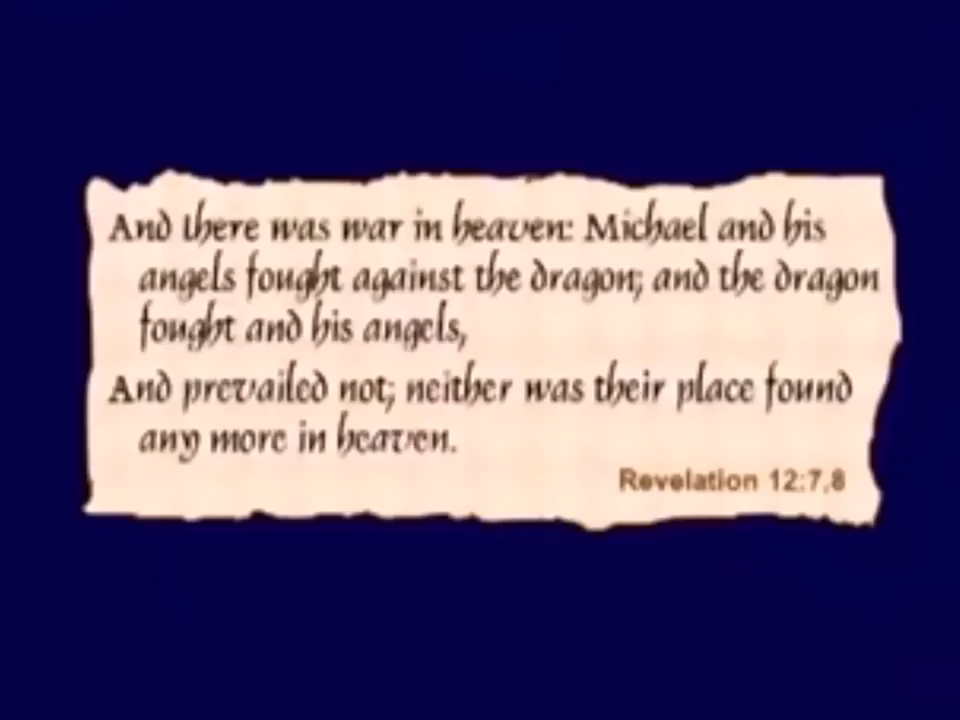 And there was war in heaven: Michael and his
angels fought against the dragon; and the dragon
fought and his angels,
And prevailed not; neither was their place found
any more in heaven.
Revelation 12:7,8